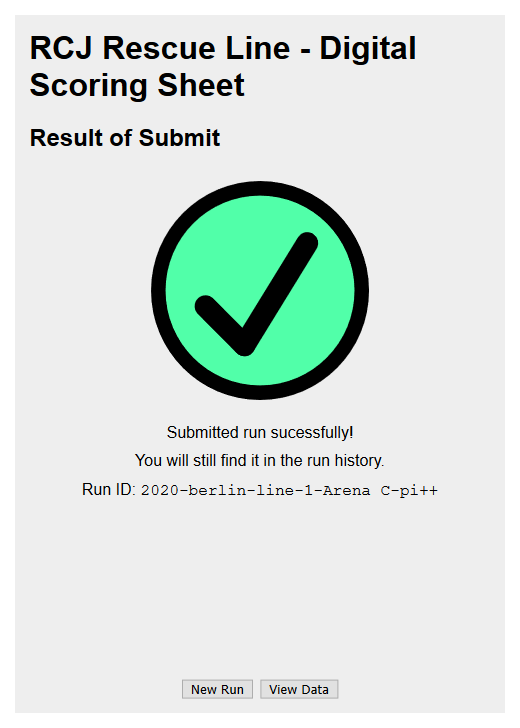 RCJ Rescue Line - Digital
Scoring Sheet
Result of Submit
Submitted run sucessfully!
You will still find it in the run history.
Run ID: 2020-berlin-line-1-Arena C-pi++
New Run View Data